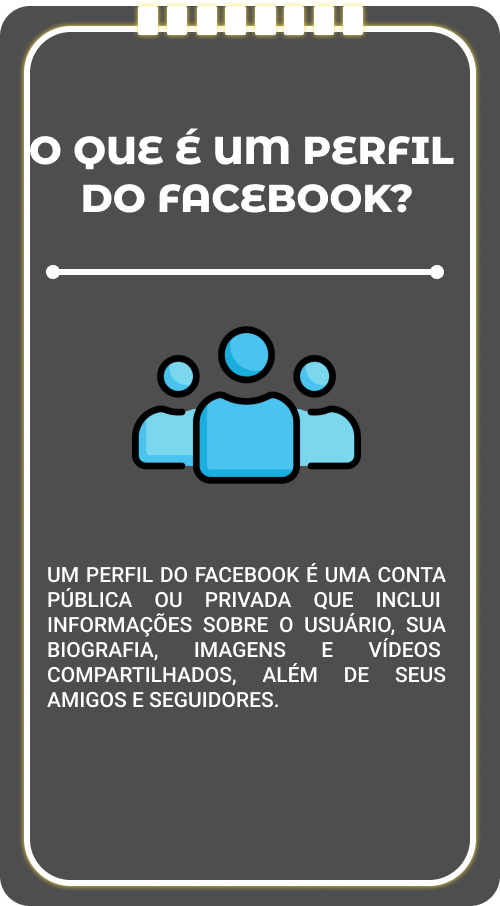 O QUE É UM PERFIL
DO FACEBOOK?
UM PERFIL DO FACEBOOK É UMA CONTA
PÚBLICA OU PRIVADA QUE INCLUI
INFORMAÇÕES SOBRE O USUÁRIO, SUA
BIOGRAFIA, IMAGENS E VÍDEOS
COMPARTILHADOS, ALÉM DE SEUS
AMIGOS E SEGUIDORES.